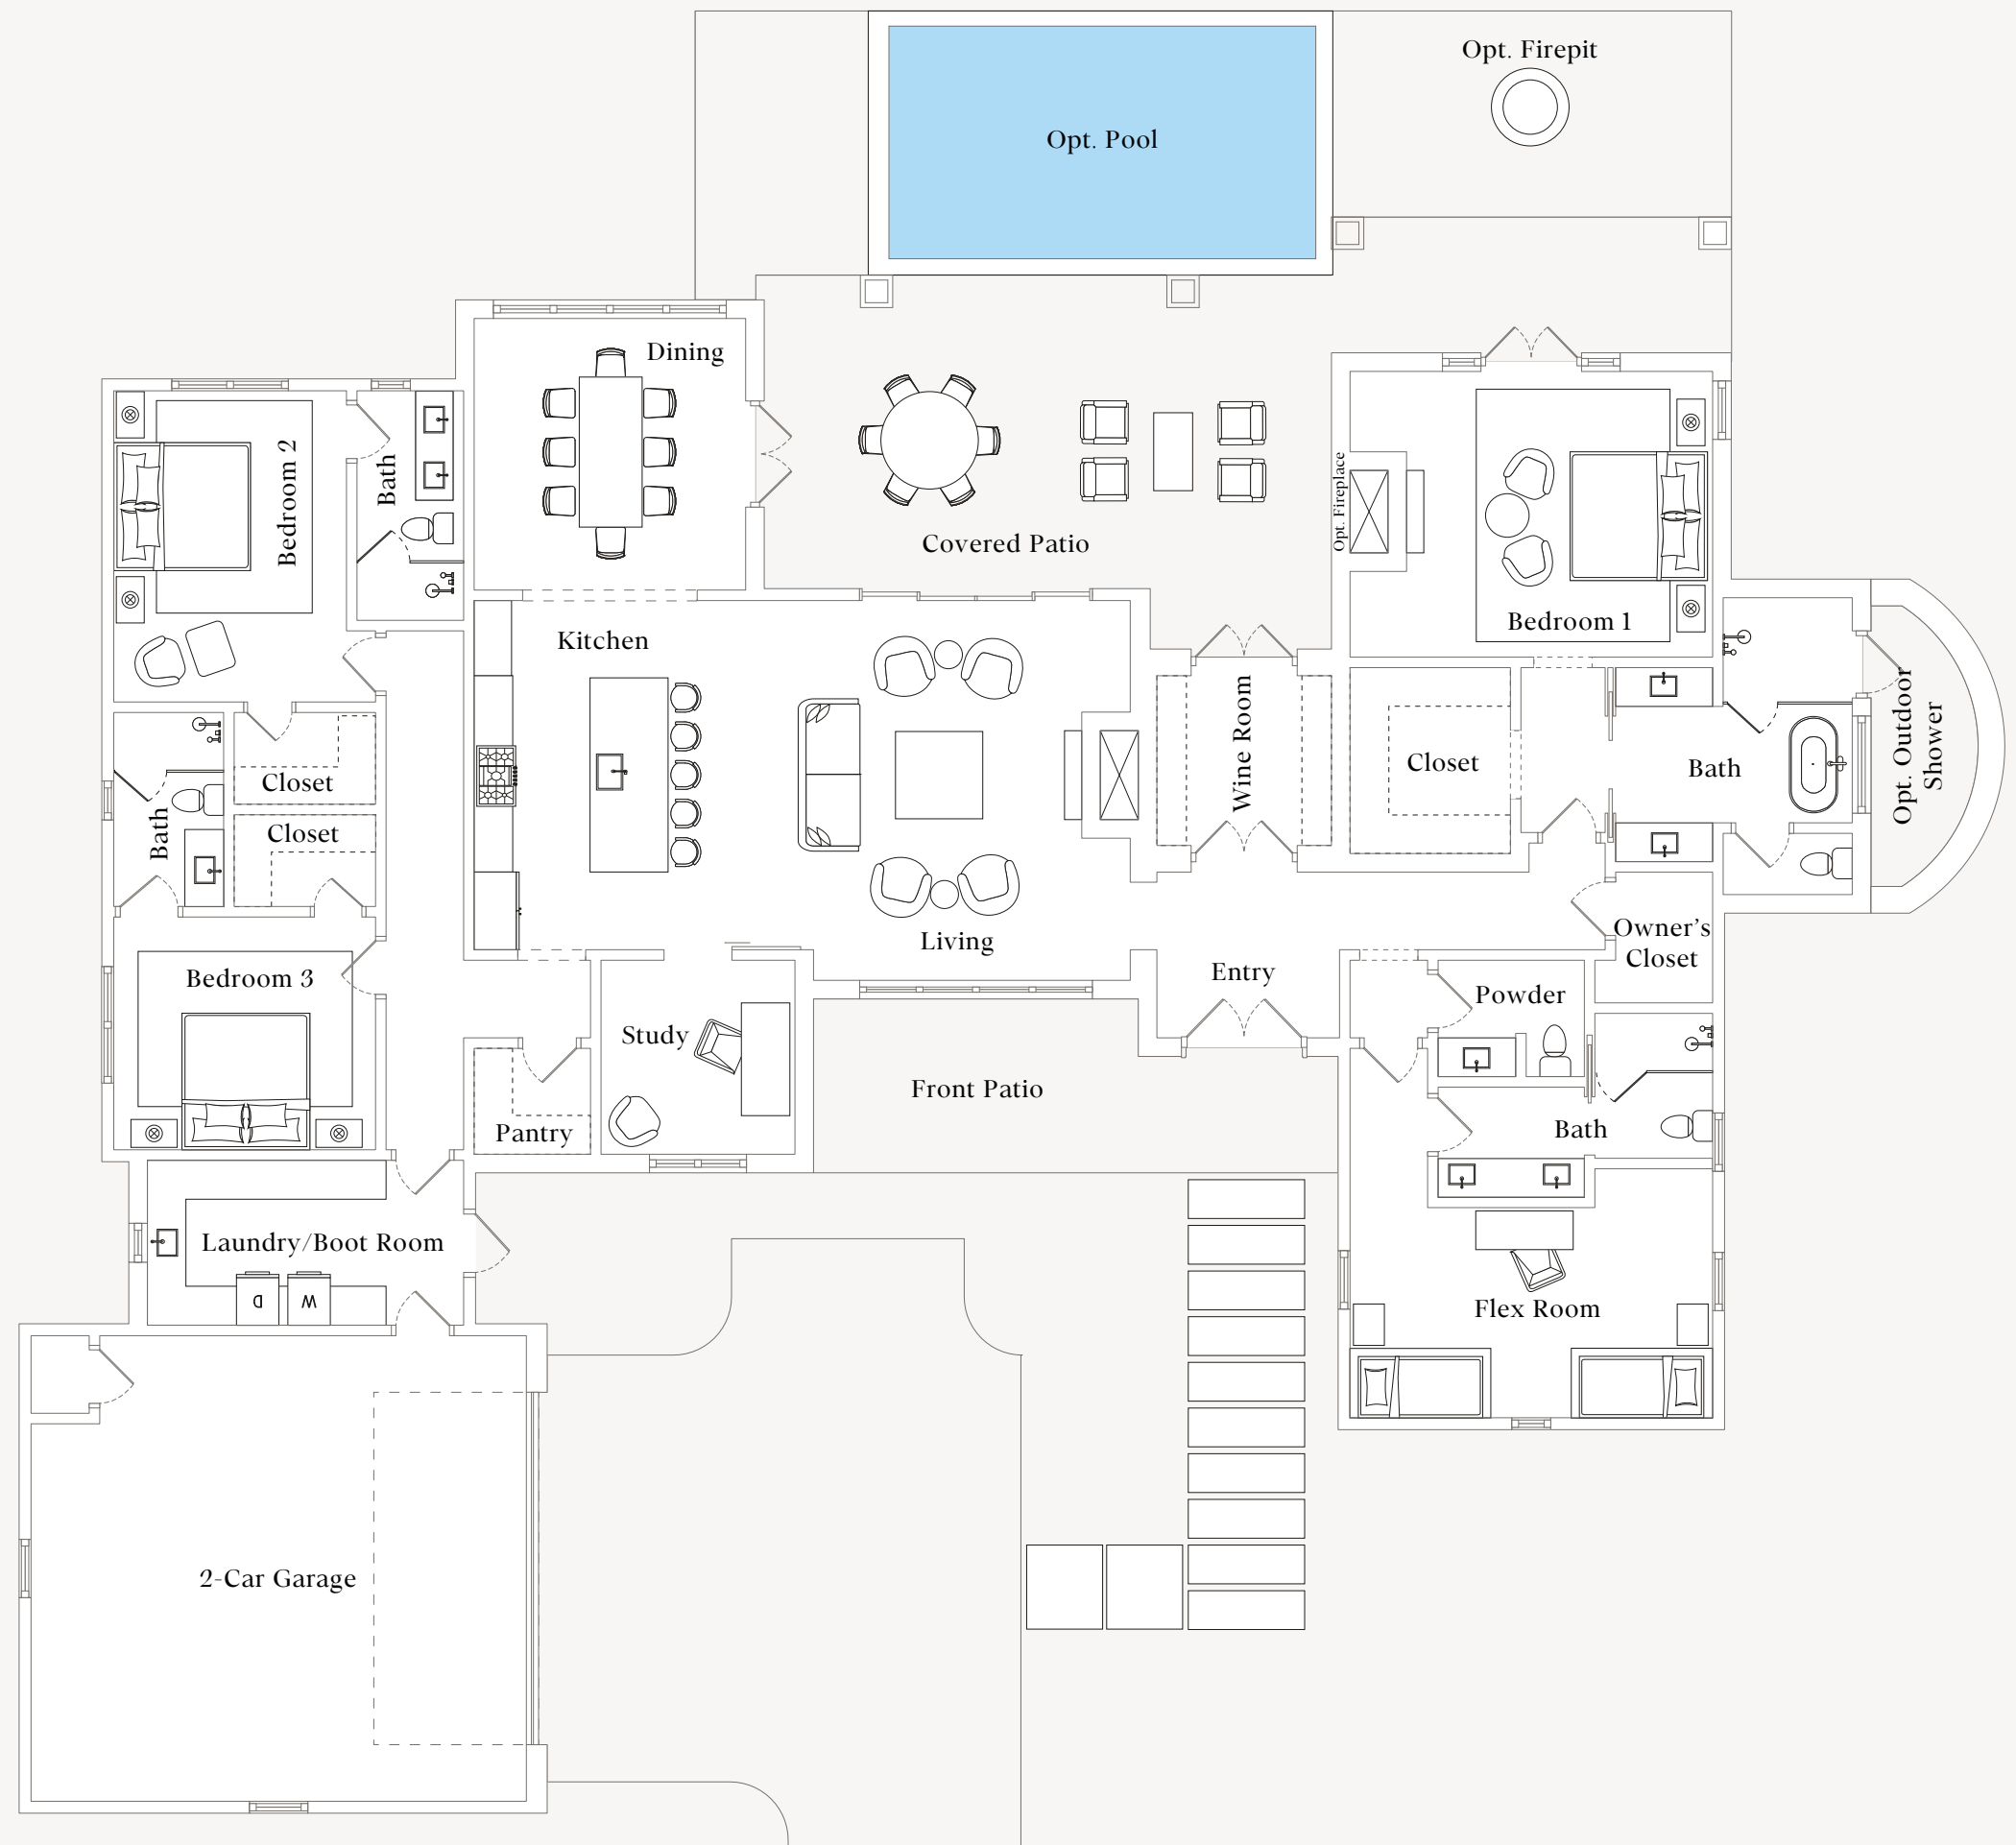 Opt. Firepit
Opt. Pool
Dining
Bedroom 2
Bath
Opt. Fireplace
Covered Patio
Bedroom 1
Kitchen
Wine Room
Closet
Bath
Opt. Outdoor
Shower
Closet
Closet
Bath
Living
Owner's
Closet
Bedroom 3
Entry
Powder
Study
Front Patio
Pantry
Bath
Laundry/Boot Room
D
W
Flex Room
2-Car Garage